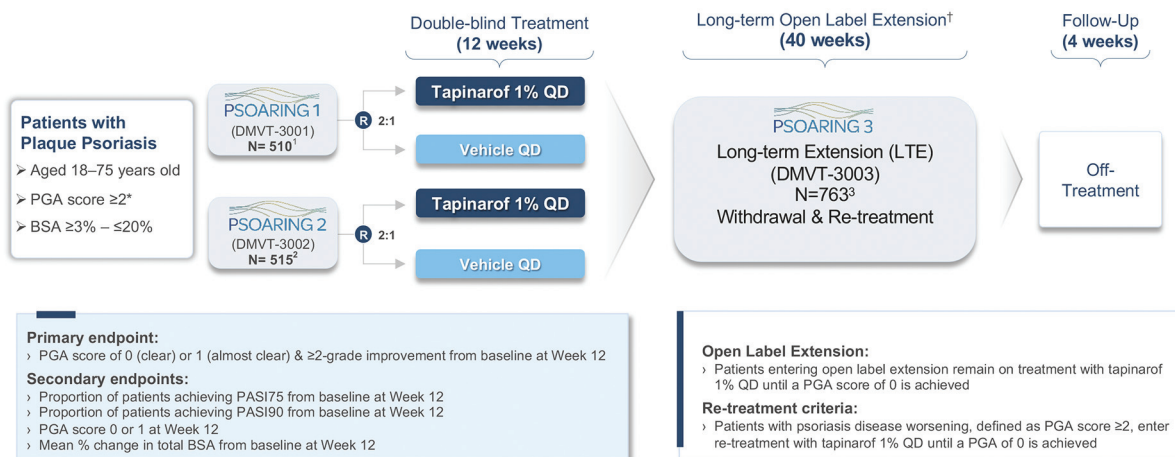 Double-blind Treatment
(12 weeks)
Long-term Open Label Extension†
(40 weeks)
Follow-Up
(4 weeks)
Patients with
Plaque Psoriasis
➢ Aged 18–75 years old
➢ PGA score ≥2*
➢ BSA ≥3% – ≤20%
PSOARING 1
(DMVT-3001)
N= 510¹
R 2:1
Tapinarof 1% QD
Vehicle QD
PSOARING 2
(DMVT-3002)
N= 515²
R 2:1
Tapinarof 1% QD
Vehicle QD
PSOARING 3
Long-term Extension (LTE)
(DMVT-3003)
N=763³
Withdrawal & Re-treatment
Off-
Treatment
Primary endpoint:
› PGA score of 0 (clear) or 1 (almost clear) & ≥2-grade improvement from baseline at Week 12
Secondary endpoints:
› Proportion of patients achieving PASI75 from baseline at Week 12
› Proportion of patients achieving PASI90 from baseline at Week 12
› PGA score 0 or 1 at Week 12
› Mean % change in total BSA from baseline at Week 12
Open Label Extension:
› Patients entering open label extension remain on treatment with tapinarof
1% QD until a PGA score of 0 is achieved
Re-treatment criteria:
› Patients with psoriasis disease worsening, defined as PGA score ≥2, enter
re-treatment with tapinarof 1% QD until a PGA of 0 is achieved